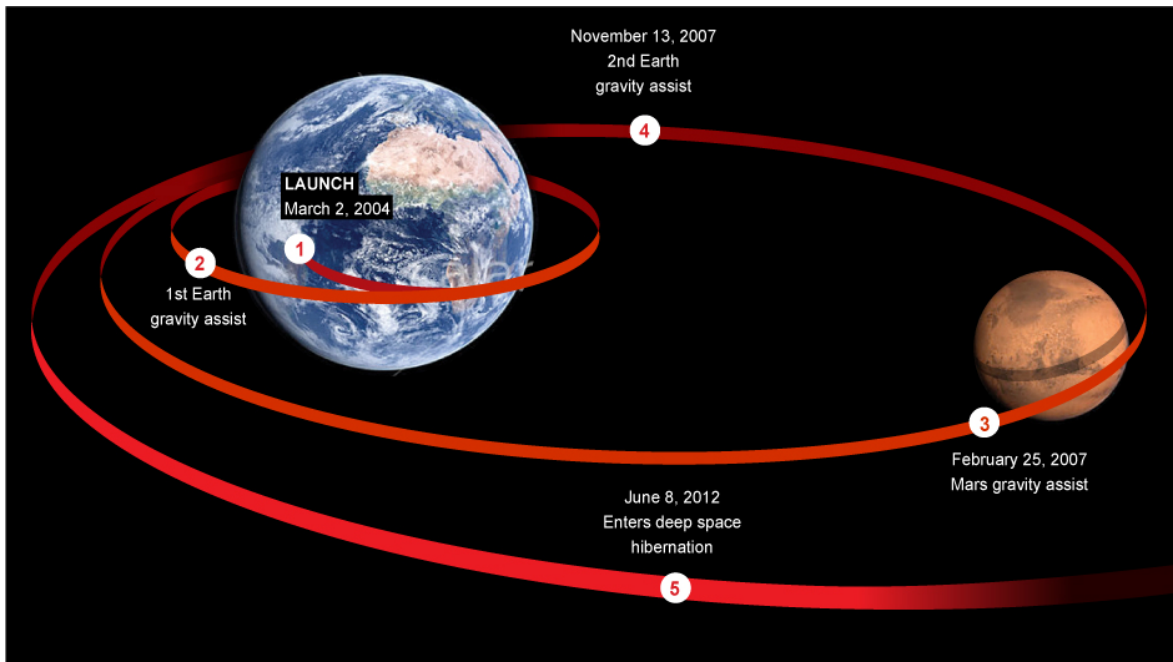 November 13, 2007
2nd Earth
gravity assist
4
LAUNCH
March 2, 2004
1
2
1st Earth
gravity assist
3
February 25, 2007
Mars gravity assist
June 8, 2012
Enters deep space
hibernation
5